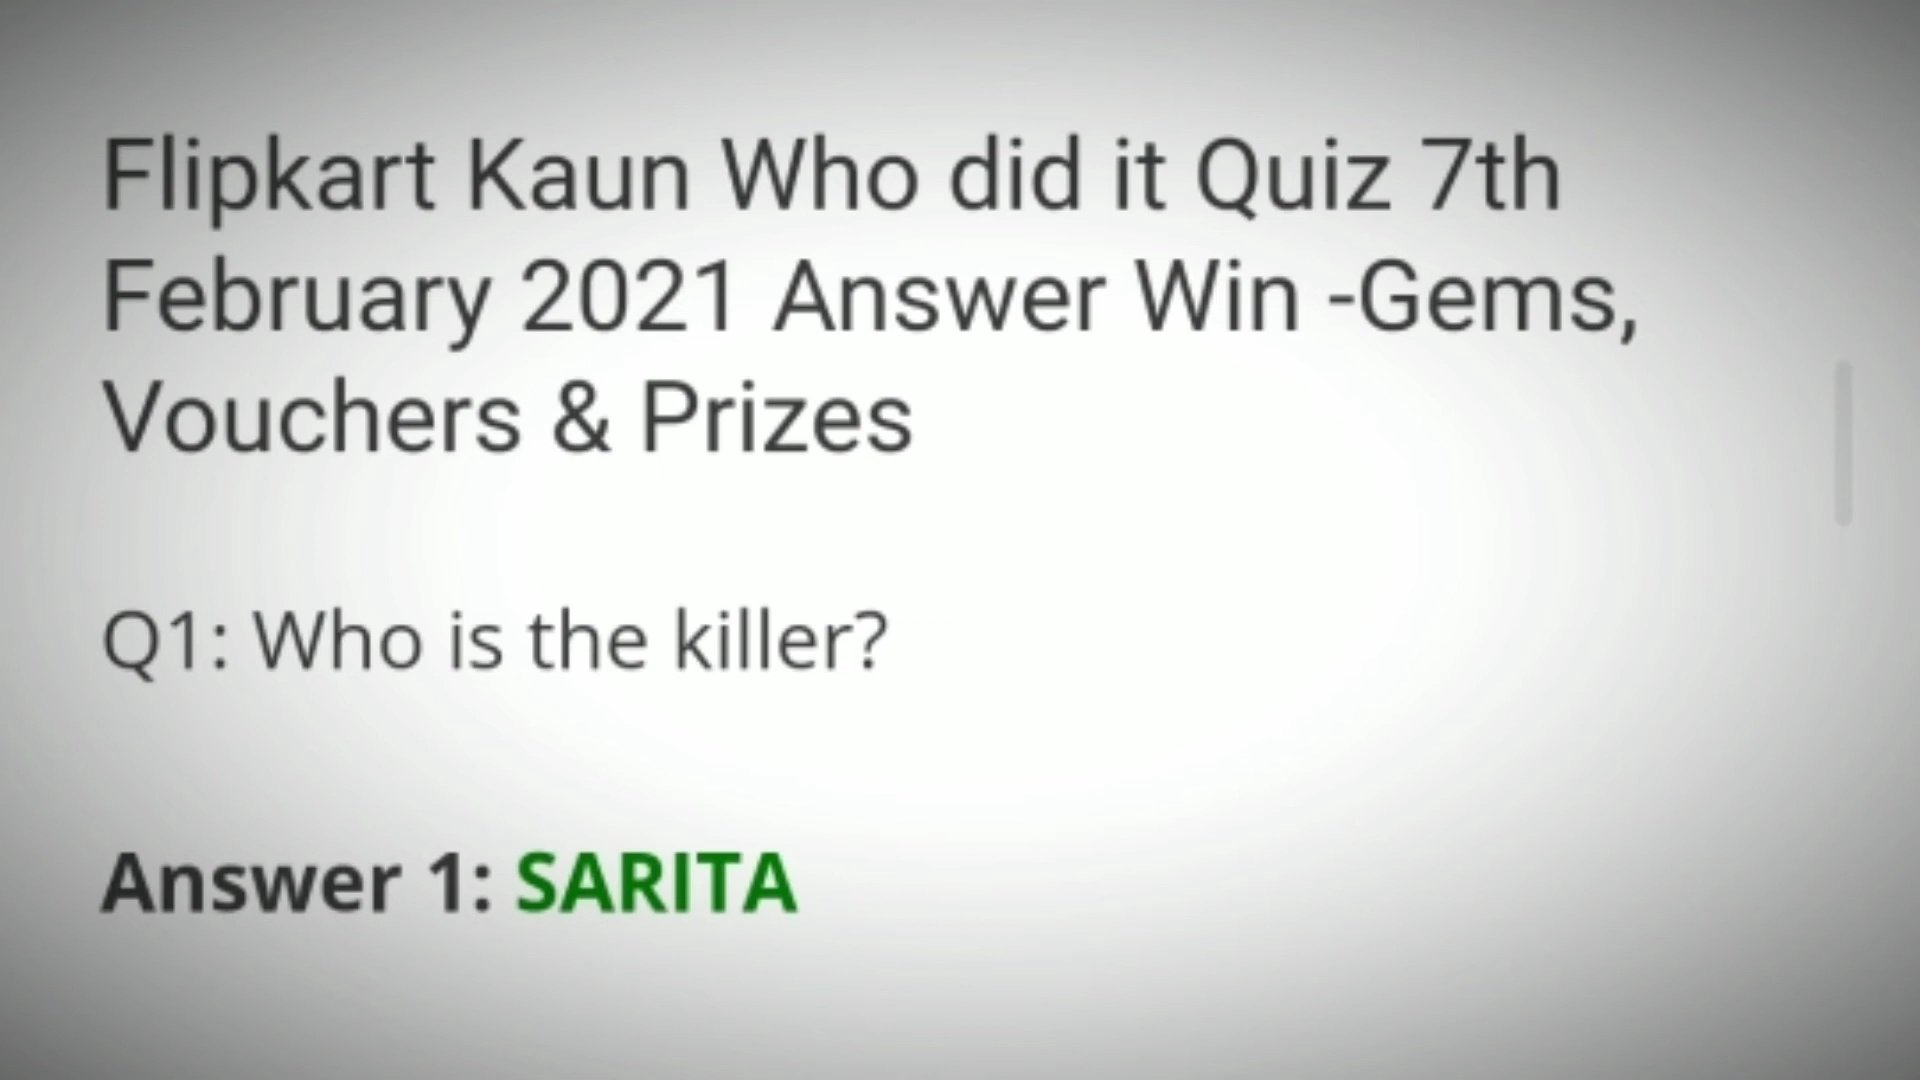 Flipkart Kaun Who did it Quiz 7th
February 2021 Answer Win -Gems,
Vouchers & Prizes
Q1: Who is the killer?
Answer 1: SARITA